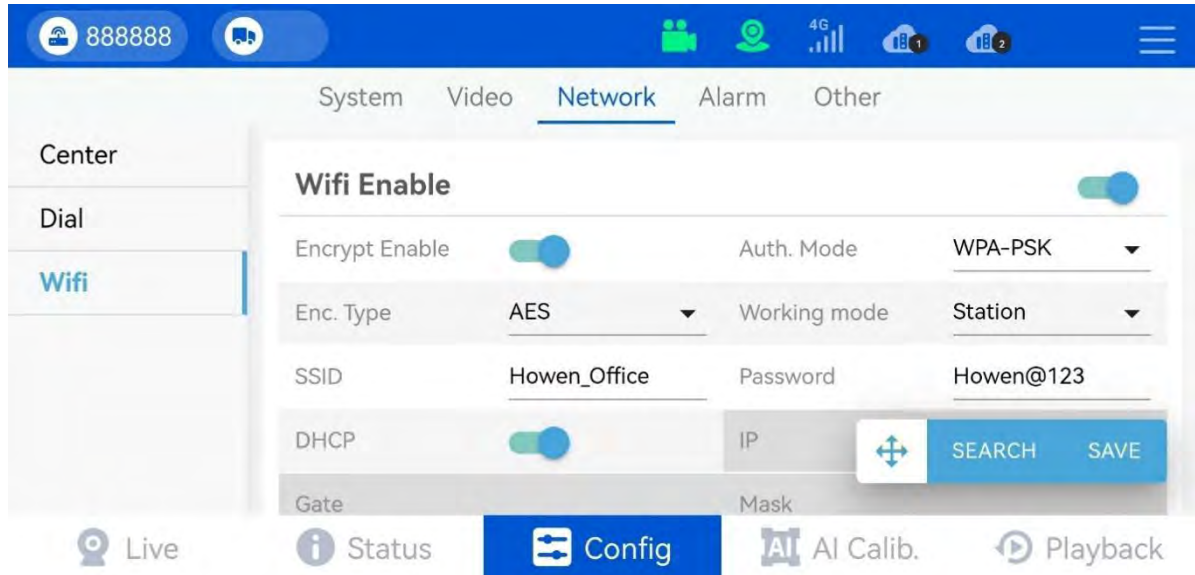 888888
4G
1
2
System Video Network Alarm Other
Center
Dial
Wifi
Wifi Enable
Encrypt Enable
Auth. Mode WPA-PSK
Enc. Type AES
Working mode Station
SSID Howen_Office
Password Howen@123
DHCP
IP
SEARCH SAVE
Gate
Mask
Live Status Config AI AI Calib. Playback